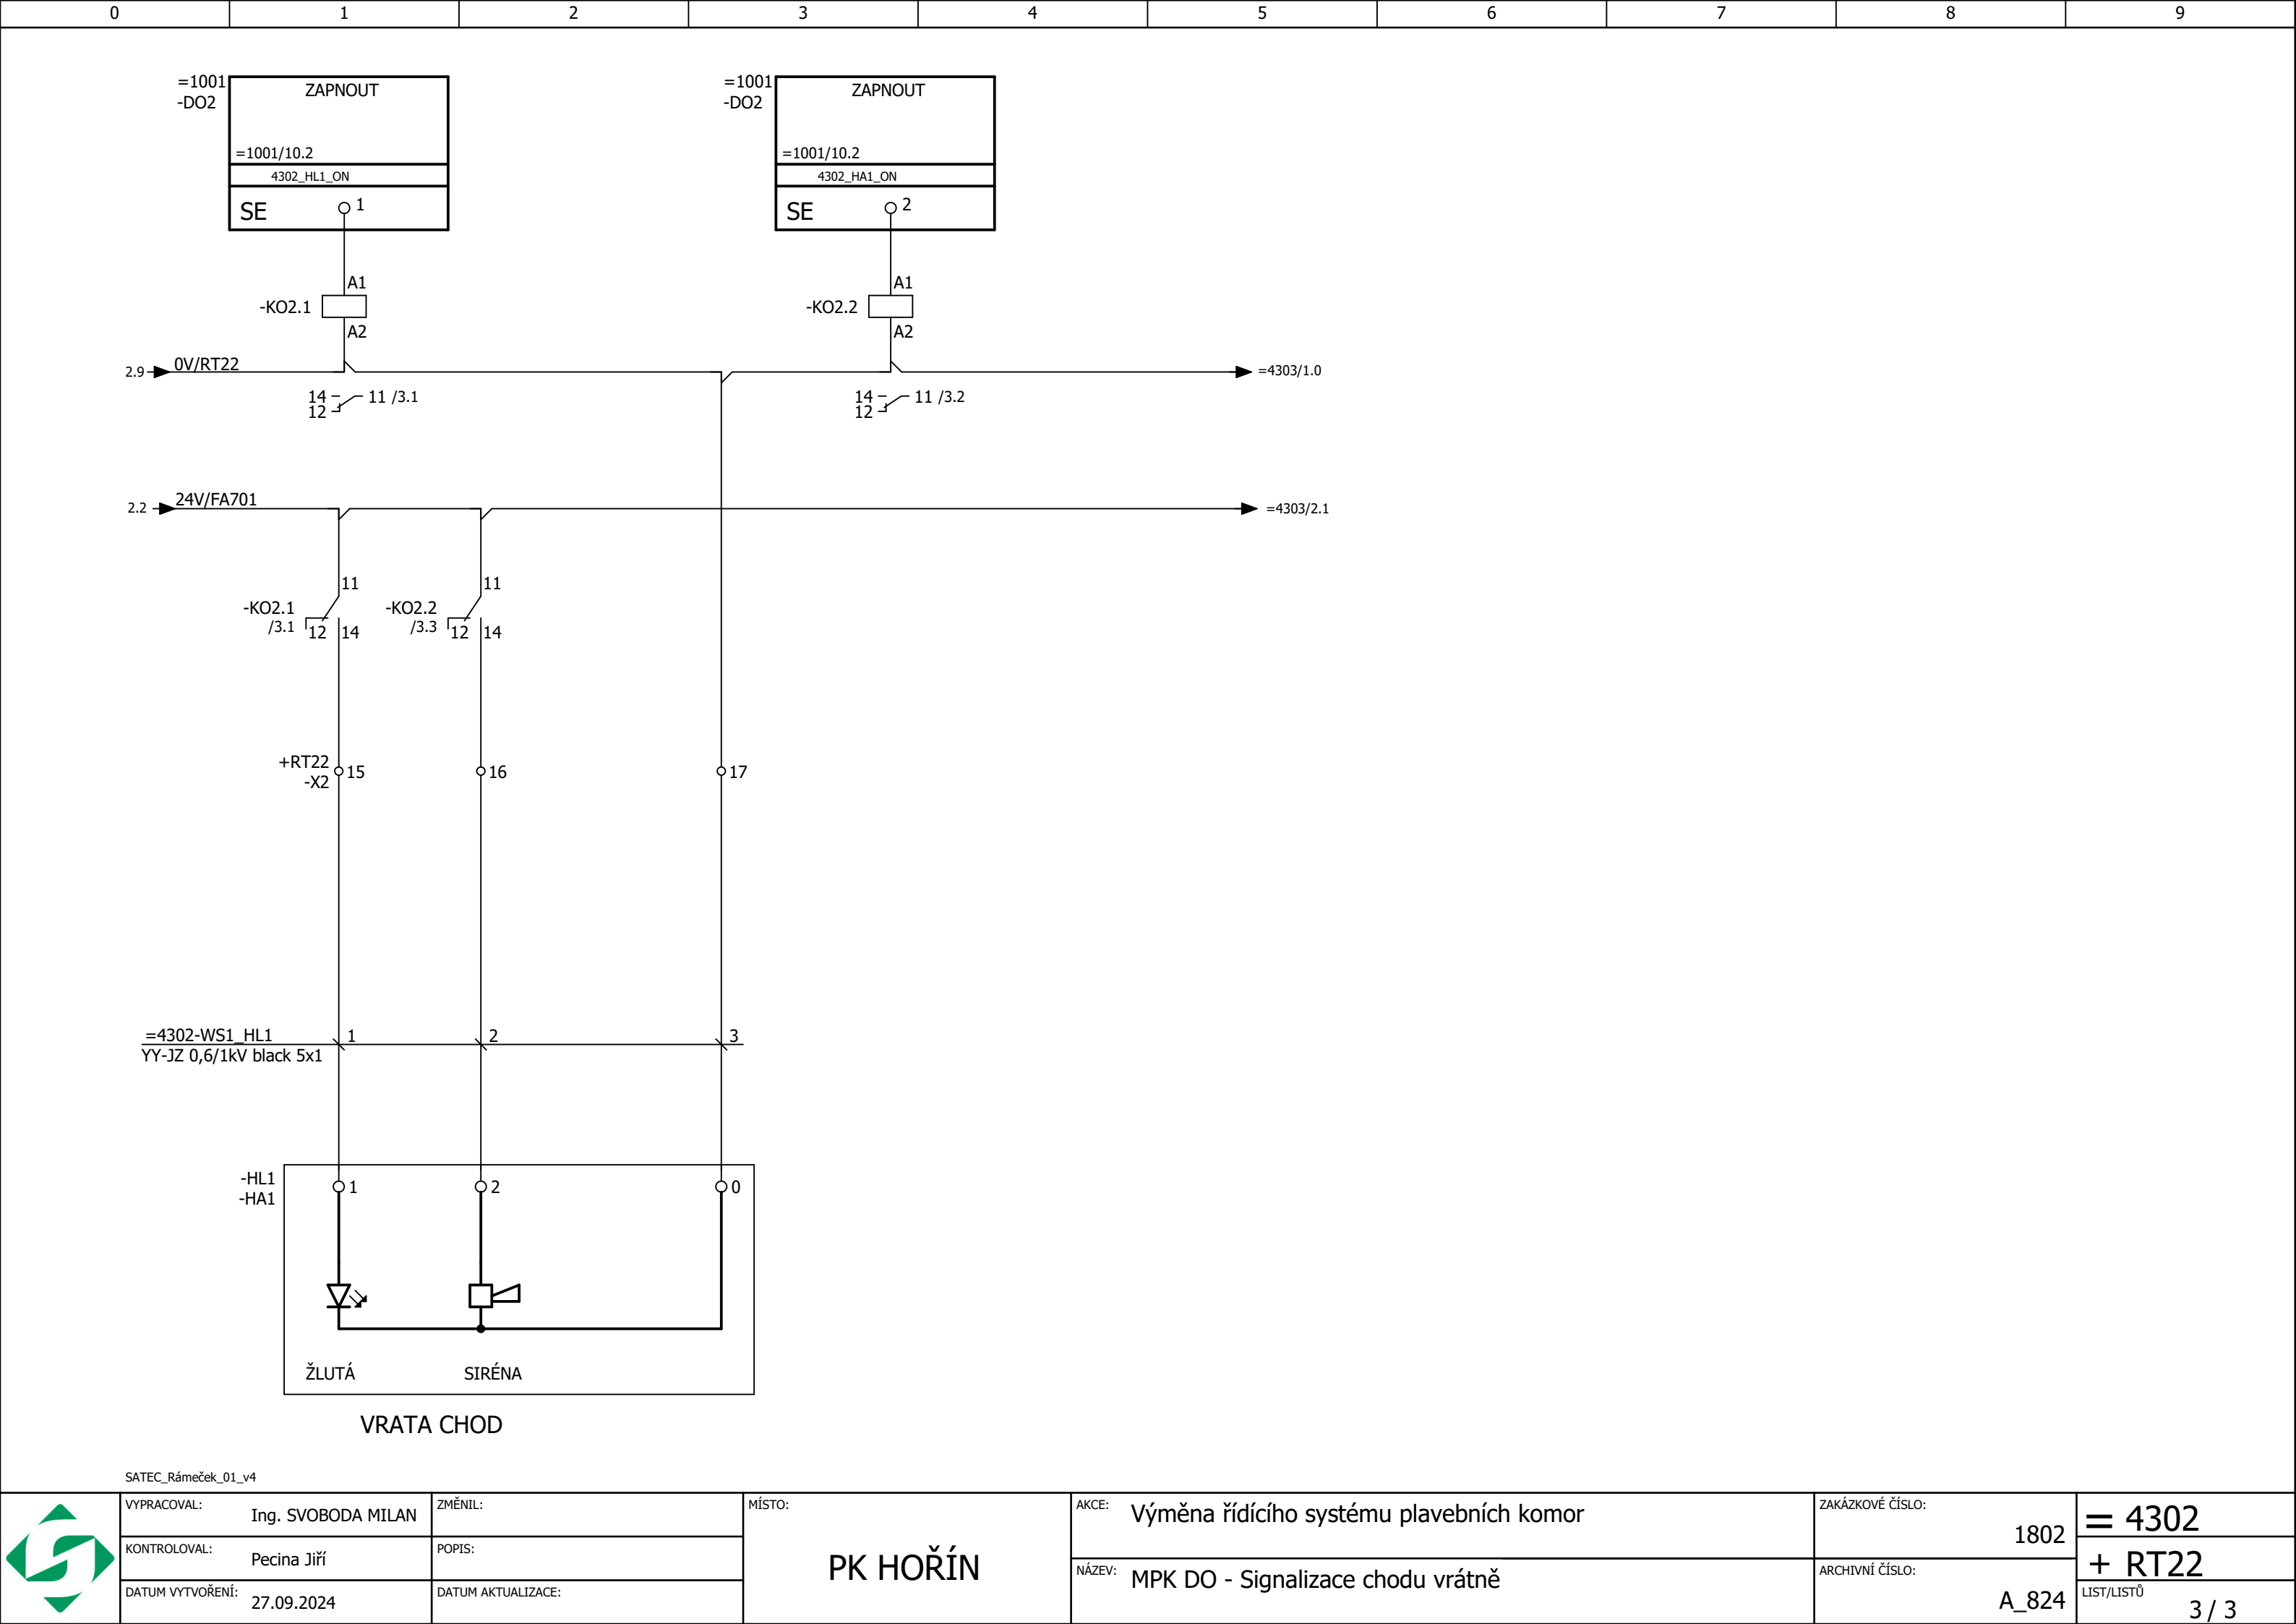 0 1 2 3 4 5 6 7 8 9
=1001
-DO2
ZAPNOUT
=1001/10.2
4302_HL1_ON
SE 1
=1001
-DO2
ZAPNOUT
=1001/10.2
4302_HA1_ON
SE 2
A1
-KO2.1
A2
A1
-KO2.2
A2
2.9 0V/RT22 =4303/1.0
14 11 /3.1
12
14 11 /3.2
12
2.2 24V/FA701 =4303/2.1
11
-KO2.1
/3.1 12 14
11
-KO2.2
/3.3 12 14
+RT22
-X2
15 16 17
=4302-WS1_HL1 1 2 3
YY-JZ 0,6/1kV black 5x1
-HL1
-HA1
1 2 0
ŽLUTÁ SIRÉNA
VRATA CHOD
SATEC_Rámeček_01_v4
VYPRACOVAL: Ing. SVOBODA MILAN
KONTROLOVAL: Pecina Jiří
DATUM VYTVOŘENÍ: 27.09.2024
ZMĚNIL:
POPIS:
DATUM AKTUALIZACE:
MÍSTO:
PK HOŘÍN
AKCE: Výměna řídícího systému plavebních komor
NÁZEV: MPK DO - Signalizace chodu vrátně
ZAKÁZKOVÉ ČÍSLO:
1802
ARCHIVNÍ ČÍSLO:
A_824
= 4302
+ RT22
LIST/LISTŮ
3 / 3